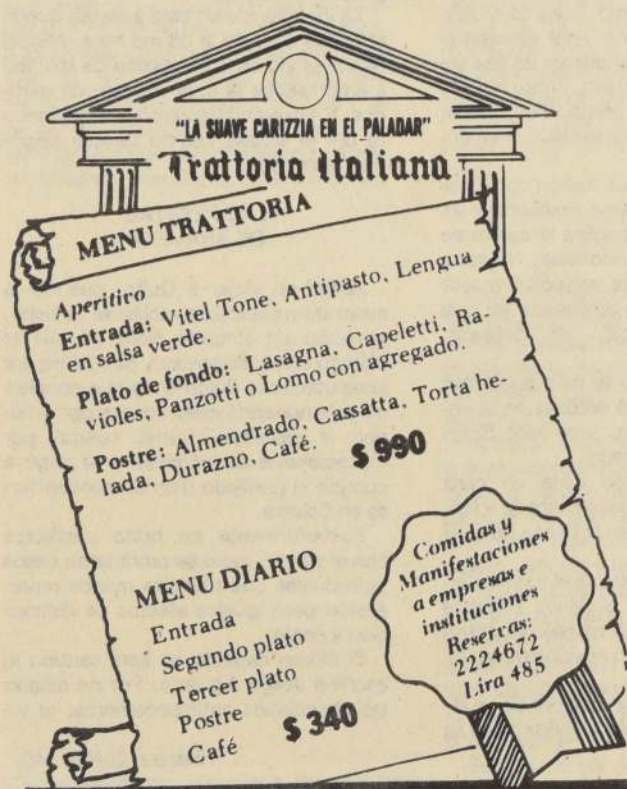 "LA SUAVE CARIZZIA EN EL PALADAR"
Trattoria Italiana
MENU TRATTORIA
Aperitiro
Entrada: Vitel Tone, Antipasto, Lengua
en salsa verde.
Plato de fondo: Lasagna, Capeletti, Ra-
violes, Panzotti o Lomo con agregado.
Postre: Almendrado, Cassatta, Torta he-
lada, Durazno, Café.
$ 990
MENU DIARIO
Entrada
Segundo plato
Tercer plato
Postre
Café
$ 340
Comidas y
Manifestaciones
a empresas e
instituciones
Reservas:
2224672
Lira 485